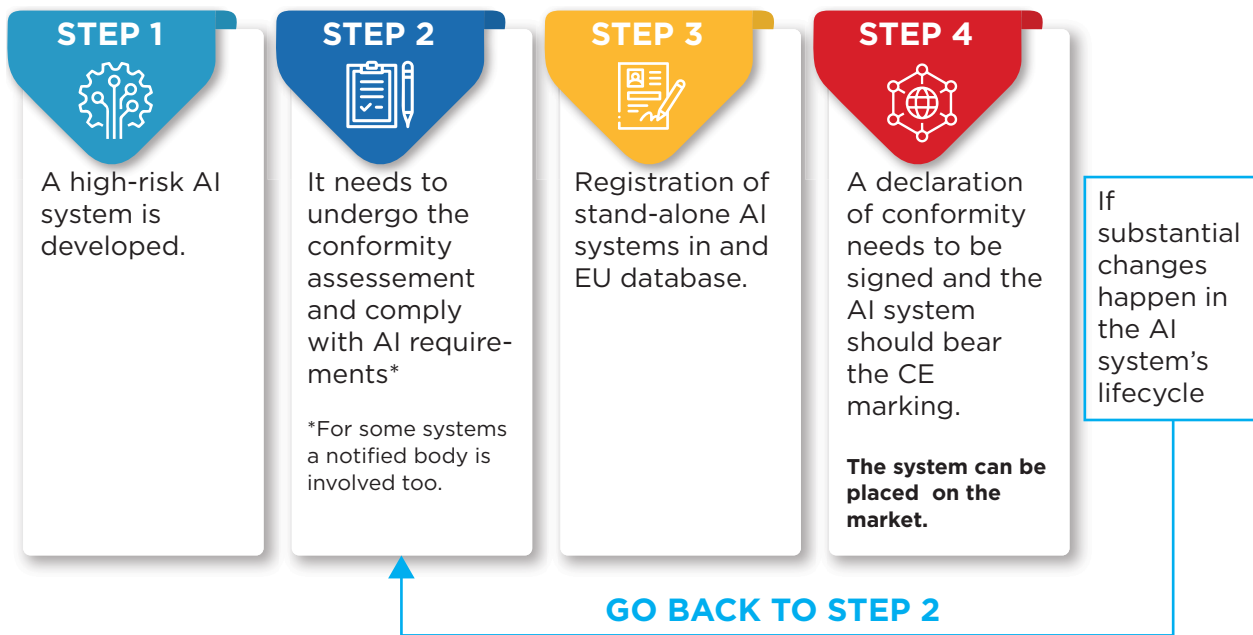 STEP 1
A high-risk AI
system is
developed.
STEP 2
It needs to
undergo the
conformity
assessement
and comply
with AI require-
ments*
*For some systems
a notified body is
involved too.
STEP 3
Registration of
stand-alone AI
systems in and
EU database.
STEP 4
A declaration
of conformity
needs to be
signed and the
AI system
should bear
the CE
marking.
The system can be
placed on the
market.
If
substantial
changes
happen in
the AI
system’s
lifecycle
GO BACK TO STEP 2